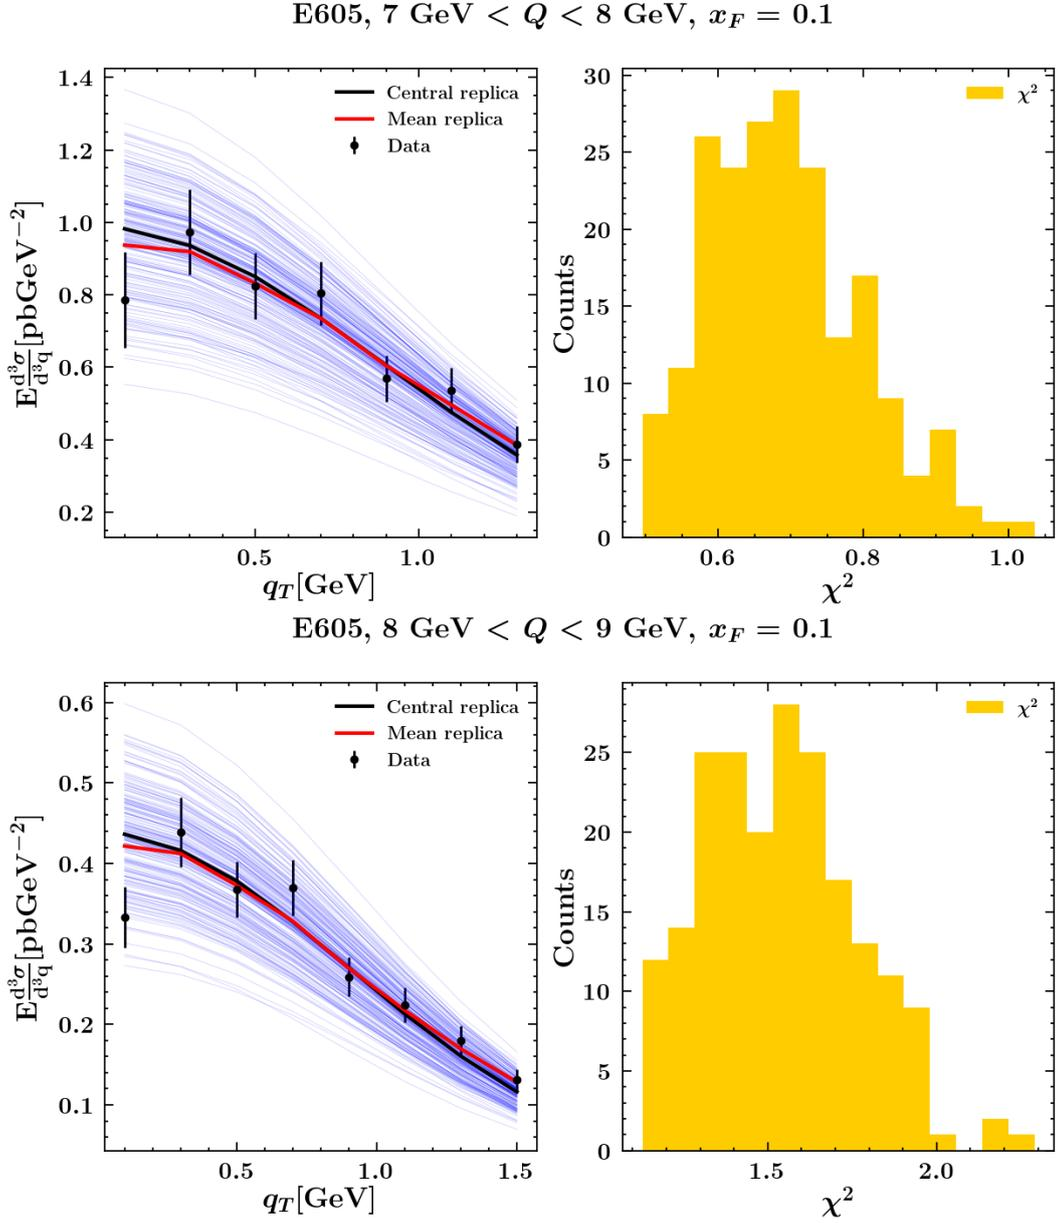 E605, 7 GeV < Q < 8 GeV, x_F = 0.1
E d³σ/d³q [pbGeV⁻²]
1.4
1.2
1.0
0.8
0.6
0.4
0.2
Central replica
Mean replica
Data
0.5
1.0
q_T[GeV]
Counts
30
25
20
15
10
5
0
χ²
0.6
0.8
1.0
χ²
E605, 8 GeV < Q < 9 GeV, x_F = 0.1
E d³σ/d³q [pbGeV⁻²]
0.6
0.5
0.4
0.3
0.2
0.1
Central replica
Mean replica
Data
0.5
1.0
1.5
q_T[GeV]
Counts
25
20
15
10
5
0
χ²
1.5
2.0
χ²